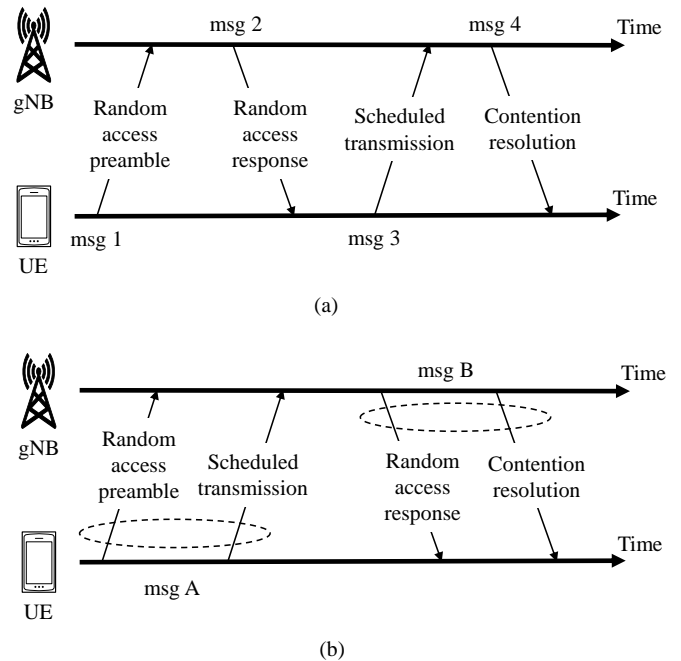 msg 2
msg 4
Time
gNB
Random
access
preamble
Random
access
response
Scheduled
transmission
Contention
resolution
Time
msg 1
msg 3
UE
(a)
msg B
Time
gNB
Random
access
preamble
Scheduled
transmission
Random
access
response
Contention
resolution
Time
msg A
UE
(b)